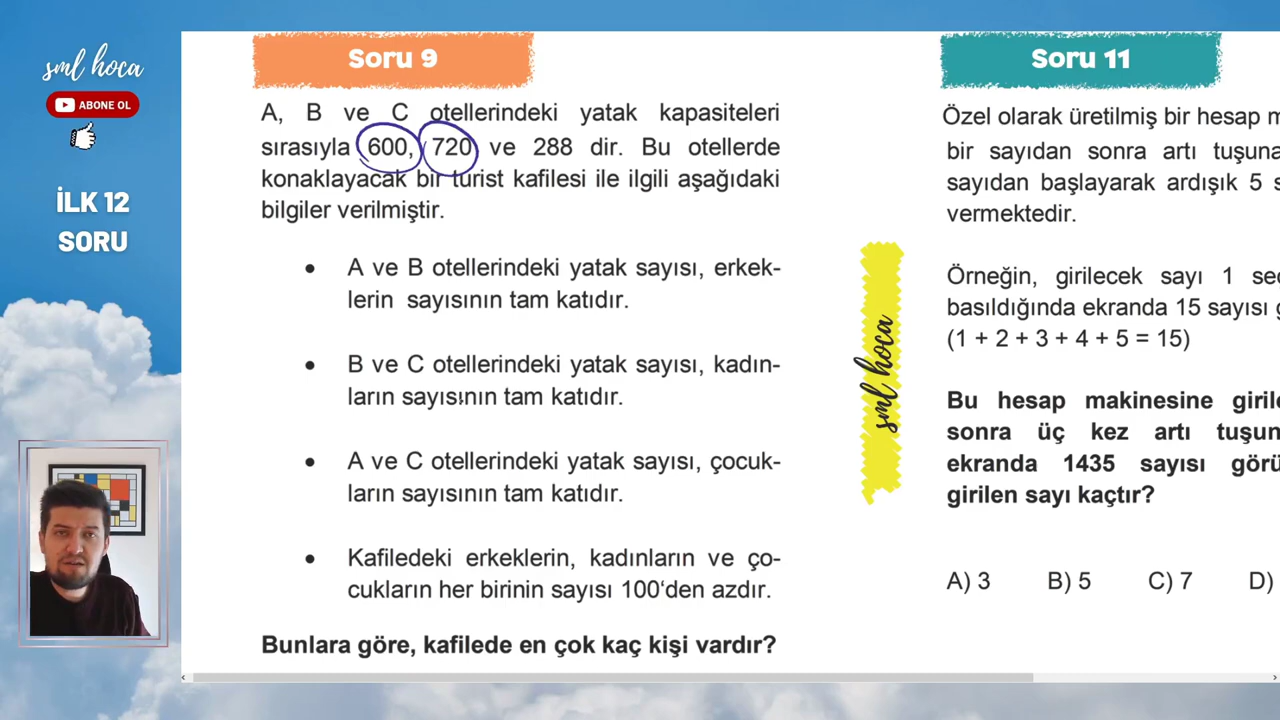 sml hoca
ABONE OL
İLK 12
SORU
Soru 9
A, B ve C otellerindeki yatak kapasiteleri
sırasıyla 600, 720 ve 288 dir. Bu otellerde
konaklayacak bir turist kafilesi ile ilgili aşağıdaki
bilgiler verilmiştir.
• A ve B otellerindeki yatak sayısı, erkek-
lerin sayısının tam katıdır.
• B ve C otellerindeki yatak sayısı, kadın-
ların sayısının tam katıdır.
• A ve C otellerindeki yatak sayısı, çocuk-
ların sayısının tam katıdır.
• Kafiledeki erkeklerin, kadınların ve ço-
cukların her birinin sayısı 100‘den azdır.
Bunlara göre, kafilede en çok kaç kişi vardır?
sml hoca
Soru 11
Özel olarak üretilmiş bir hesap
bir sayıdan sonra artı tuşuna
sayıdan başlayarak ardışık 5
vermektedir.
Örneğin, girilecek sayı 1
basıldığında ekranda 15 sayısı
(1 + 2 + 3 + 4 + 5 = 15)
Bu hesap makinesine
sonra üç kez artı
ekranda 1435 sayısı
girilen sayı kaçtır?
A) 3 B) 5 C) 7 D)